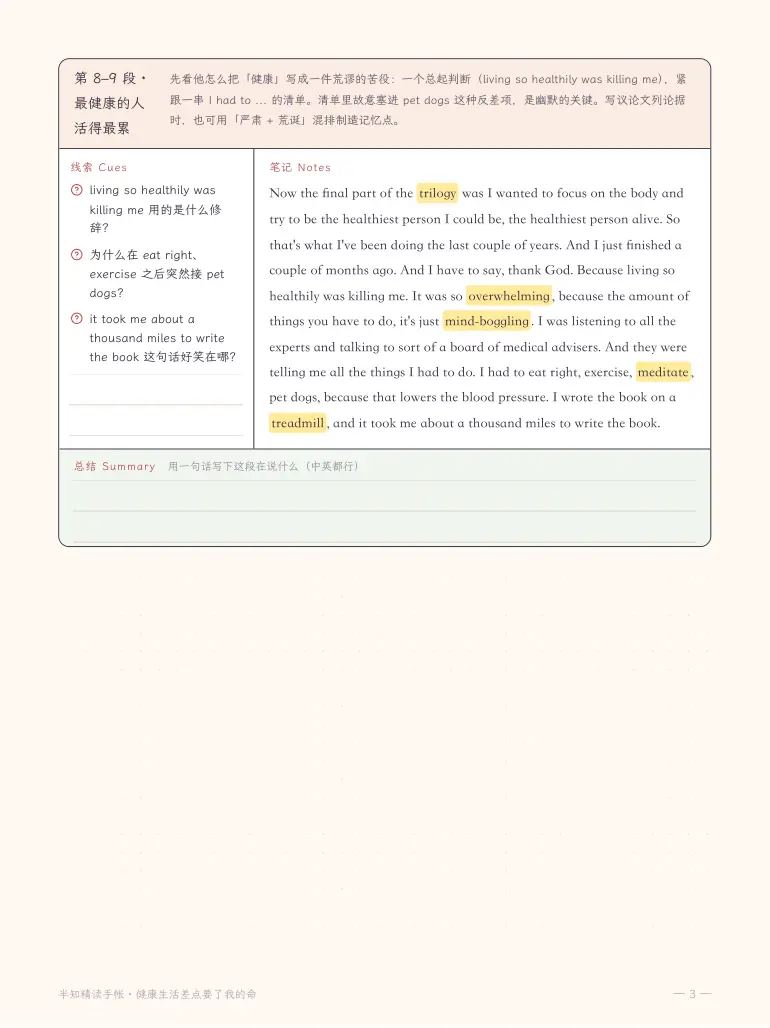 第 8–9 段 ·
最健康的人
活得最累
先看他怎么把「健康」写成一件荒谬的苦役：一个总起判断（living so healthily was killing me），紧
跟一串 I had to … 的清单。清单里故意塞进 pet dogs 这种反差项，是幽默的关键。写议论文列论据
时，也可用「严肃 + 荒诞」混排制造记忆点。
线索 Cues
living so healthily was
killing me 用的是什么修
辞？
为什么在 eat right、
exercise 之后突然接 pet
dogs？
it took me about a
thousand miles to write
the book 这句话好笑在哪？
笔记 Notes
Now the final part of the trilogy was I wanted to focus on the body and
try to be the healthiest person I could be, the healthiest person alive. So
that's what I've been doing the last couple of years. And I just finished a
couple of months ago. And I have to say, thank God. Because living so
healthily was killing me. It was so overwhelming, because the amount of
things you have to do, it's just mind-boggling. I was listening to all the
experts and talking to sort of a board of medical advisers. And they were
telling me all the things I had to do. I had to eat right, exercise, meditate,
pet dogs, because that lowers the blood pressure. I wrote the book on a
treadmill, and it took me about a thousand miles to write the book.
总结 Summary 用一句话写下这段在说什么（中英都行）
半知精读手帐 · 健康生活差点要了我的命
— 3 —